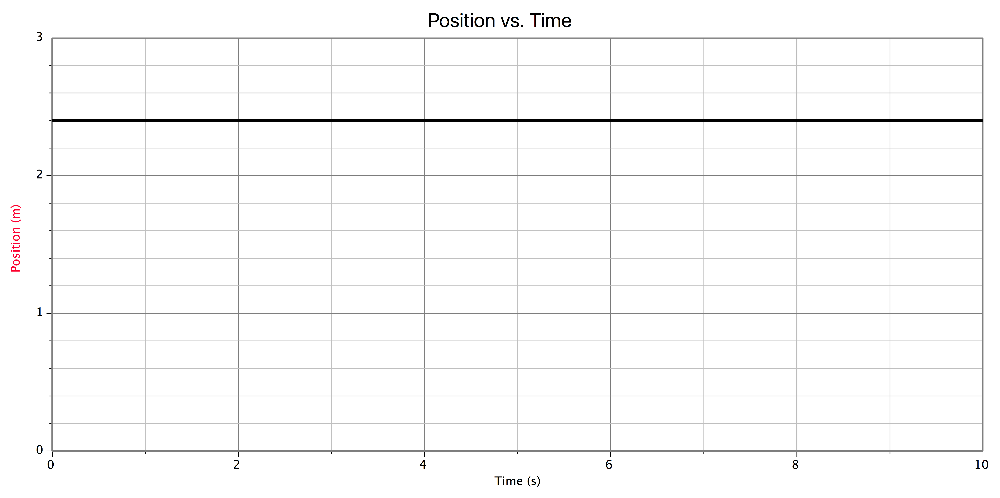 Position vs. Time
3
2
1
0
Position (m)
0 2 4 6 8 10
Time (s)